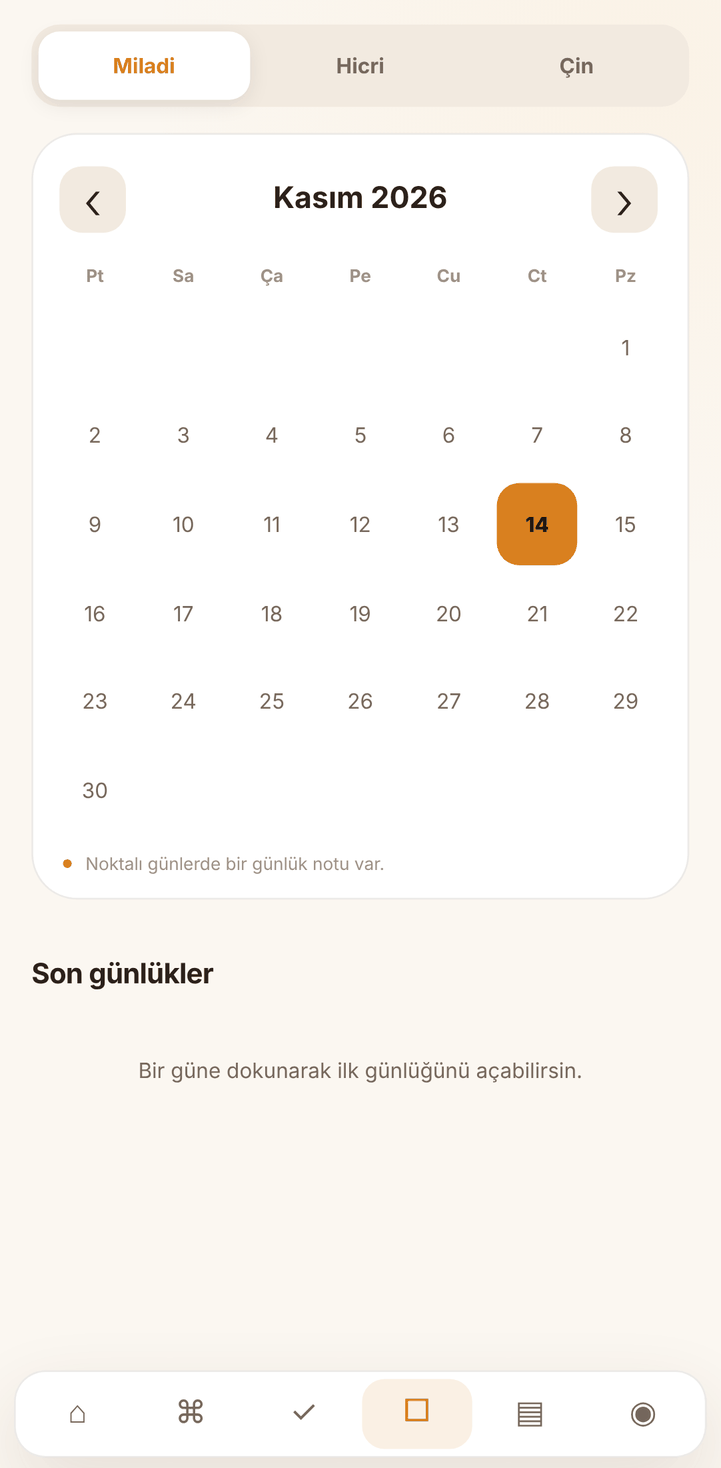 Miladi Hicri Çin
Kasım 2026
Pt Sa Ça Pe Cu Ct Pz
1
2 3 4 5 6 7 8
9 10 11 12 13 14 15
16 17 18 19 20 21 22
23 24 25 26 27 28 29
30
Noktalı günlerde bir günlük notu var.
Son günlükler
Bir güne dokunarak ilk günlüğünü açabilirsin.